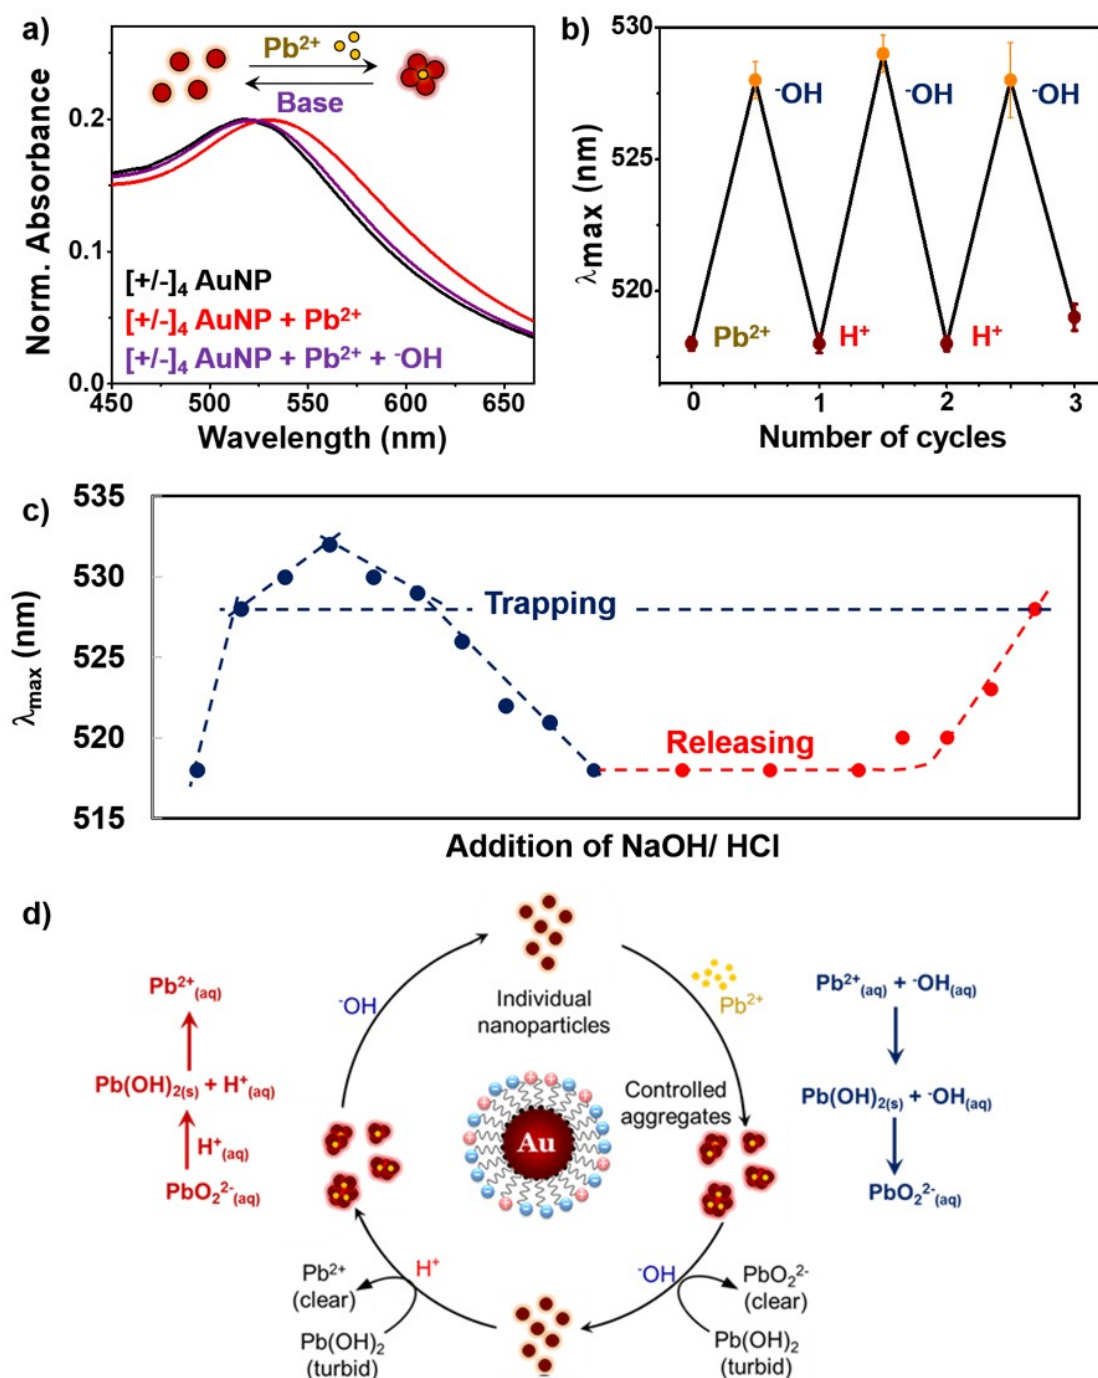 a)
Pb²⁺
Base
0.2
0.1
0.0
Norm. Absorbance
[+/-]₄ AuNP
[+/-]₄ AuNP + Pb²⁺
[+/-]₄ AuNP + Pb²⁺ + ⁻OH
450 500 550 600 650
Wavelength (nm)
b)
530
525
520
λmax (nm)
⁻OH ⁻OH ⁻OH
Pb²⁺ H⁺ H⁺
0 1 2 3
Number of cycles
c)
535
530
525
520
515
λmax (nm)
Trapping
Releasing
Addition of NaOH/ HCl
d)
Pb²⁺(aq)
Pb(OH)₂(s) + H⁺(aq)
H⁺(aq)
PbO₂²⁻(aq)
⁻OH
Individual
nanoparticles
Pb²⁺
Controlled
aggregates
Au
Pb²⁺(aq) + ⁻OH(aq)
Pb(OH)₂(s) + ⁻OH(aq)
PbO₂²⁻(aq)
H⁺
Pb²⁺
(clear)
Pb(OH)₂
(turbid)
⁻OH
PbO₂²⁻
(clear)
Pb(OH)₂
(turbid)